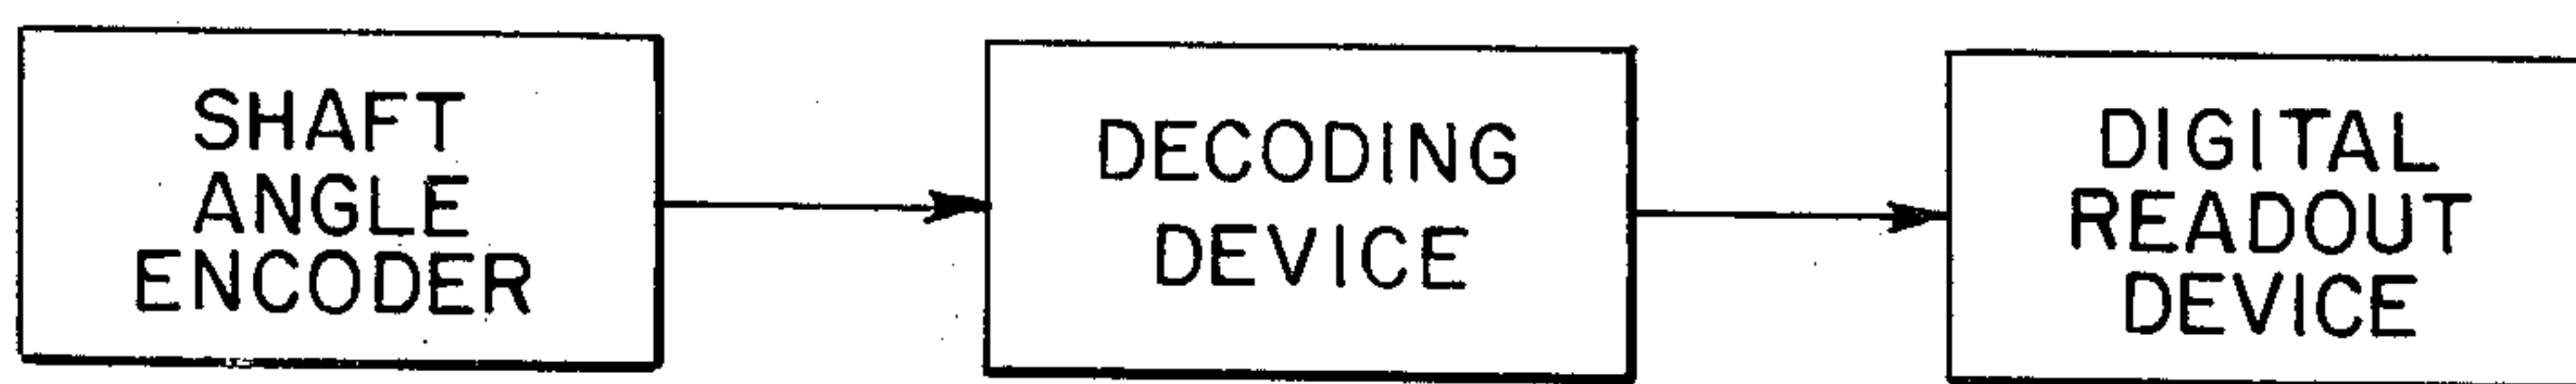 SHAFT
ANGLE
ENCODER
DECODING
DEVICE
DIGITAL
READOUT
DEVICE